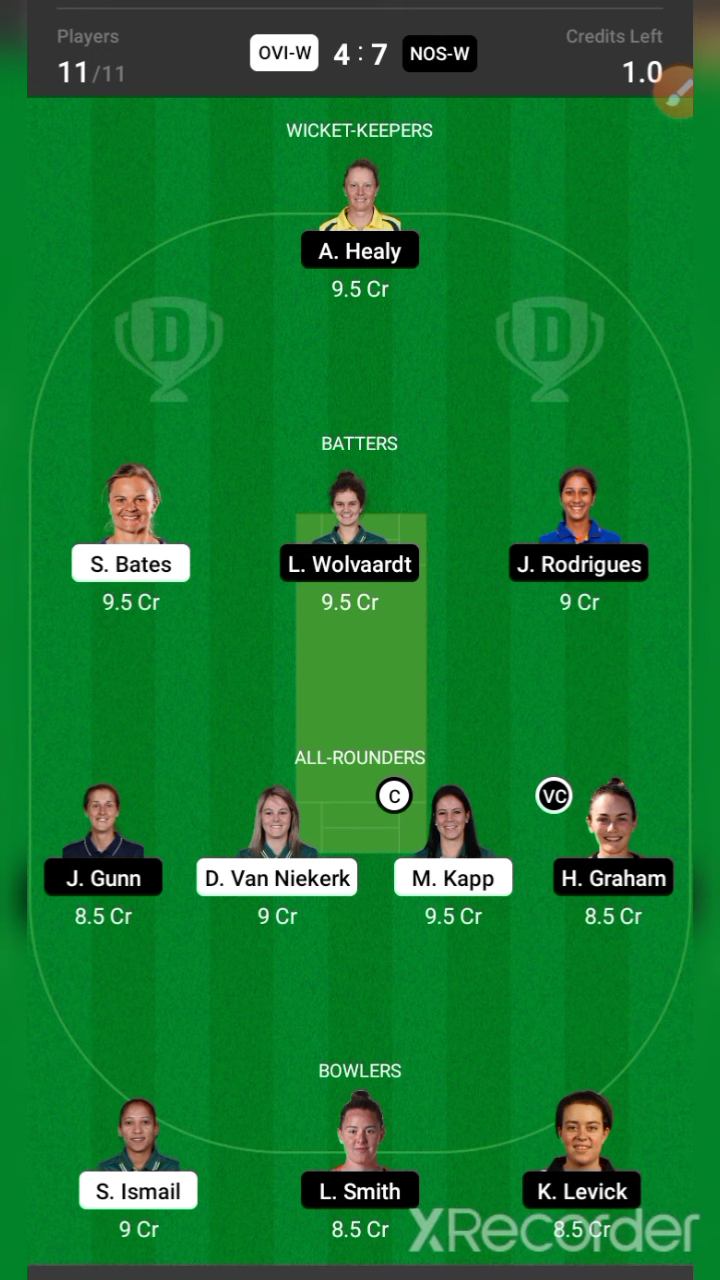 Players
Credits Left
OVI-W 4 : 7 NOS-W
11/11
1.0
WICKET-KEEPERS
D D
A. Healy
9.5 Cr
BATTERS
S. Bates L. Wolvaardt J. Rodrigues
9.5 Cr 9.5 Cr 9 Cr
ALL-ROUNDERS
C VC
J. Gunn D. Van Niekerk M. Kapp H. Graham
8.5 Cr 9 Cr 9.5 Cr 8.5 Cr
BOWLERS
S. Ismail L. Smith K. Levick
9 Cr 8.5 Cr 8.5 Cr
XRecorder